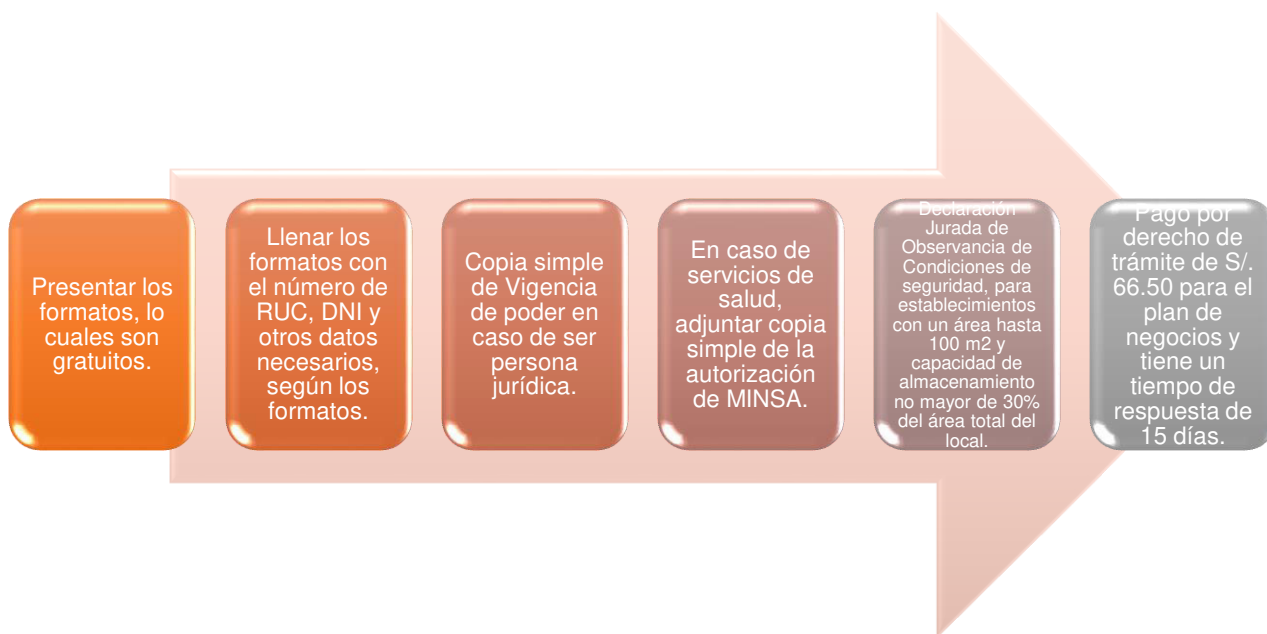 Presentar los
formatos, lo
cuales son
gratuitos.
Llenar los
formatos con
el número de
RUC, DNI y
otros datos
necesarios,
según los
formatos.
Copia simple
de Vigencia
de poder en
caso de ser
persona
jurídica.
En caso de
servicios de
salud,
adjuntar copia
simple de la
autorización
de MINSA.
Declaración
Jurada de
Observancia de
Condiciones de
seguridad, para
establecimientos
con un área hasta
100 m2 y
capacidad de
almacenamiento
no mayor de 30%
del área total del
local.
Pago por
derecho de
trámite de S/.
66.50 para el
plan de
negocios y
tiene un
tiempo de
respuesta de
15 días.